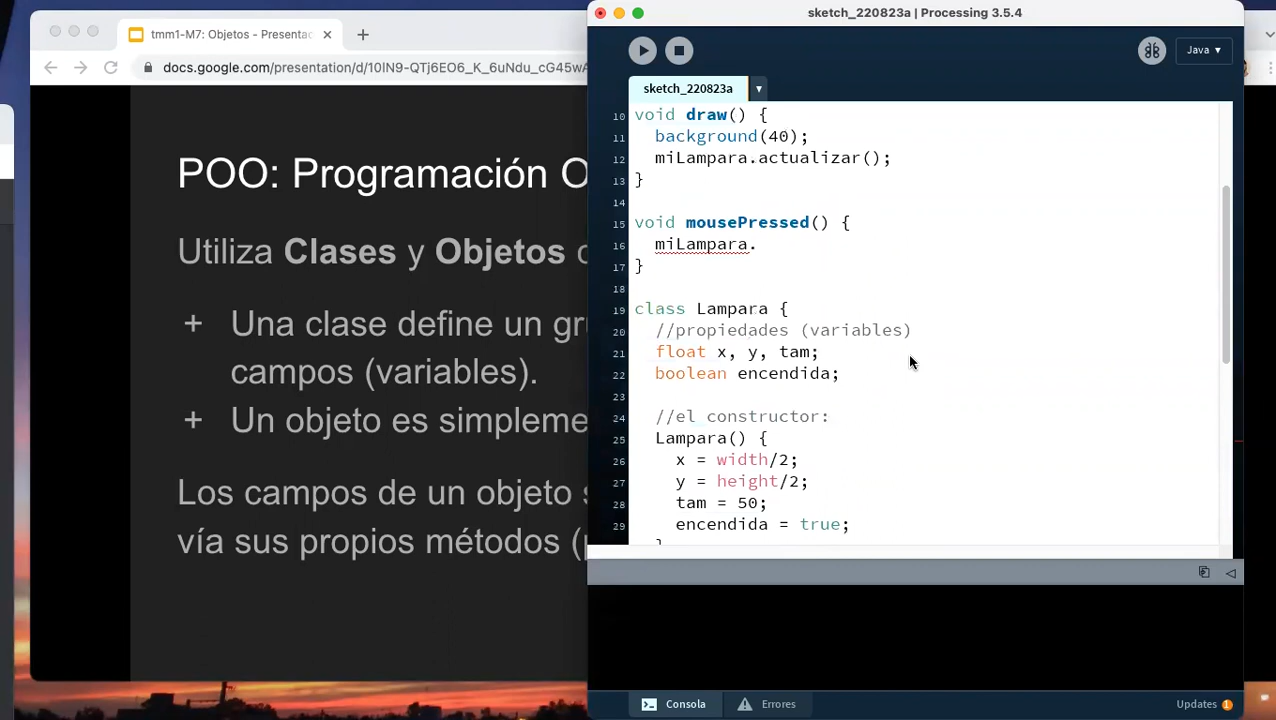 tmm1-M7: Objetos - Presentac
docs.google.com/presentation/d/10IN9-QTj6EO6_K_6uNdu_cG45wA
POO: Programación O
Utiliza Clases y Objetos c
+ Una clase define un gru
campos (variables).
+ Un objeto es simpleme
Los campos de un objeto s
vía sus propios métodos (
sketch_220823a | Processing 3.5.4
Java ▾
sketch_220823a ▾
10 void draw() {
11 background(40);
12 miLampara.actualizar();
13 }
14
15 void mousePressed() {
16 miLampara.
17 }
18
19 class Lampara {
20 //propiedades (variables)
21 float x, y, tam;
22 boolean encendida;
23
24 //el constructor:
25 Lampara() {
26 x = width/2;
27 y = height/2;
28 tam = 50;
29 encendida = true;
Consola
Errores
Updates 1